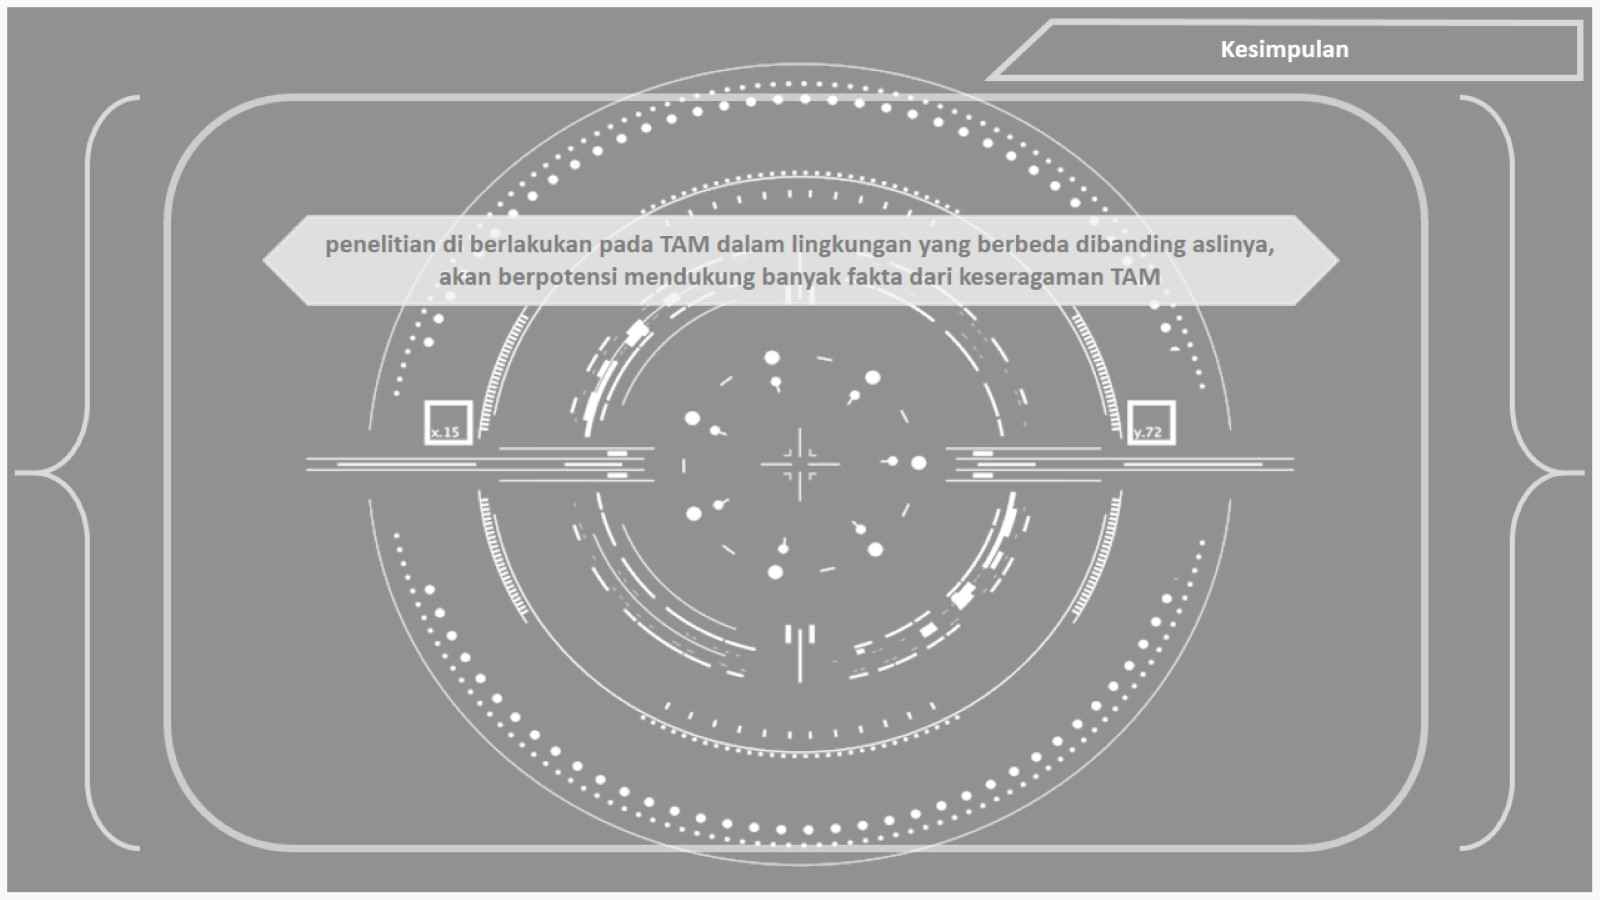 Kesimpulan
penelitian di berlakukan pada TAM dalam lingkungan yang berbeda dibanding aslinya,
akan berpotensi mendukung banyak fakta dari keseragaman TAM
x.15
y.72